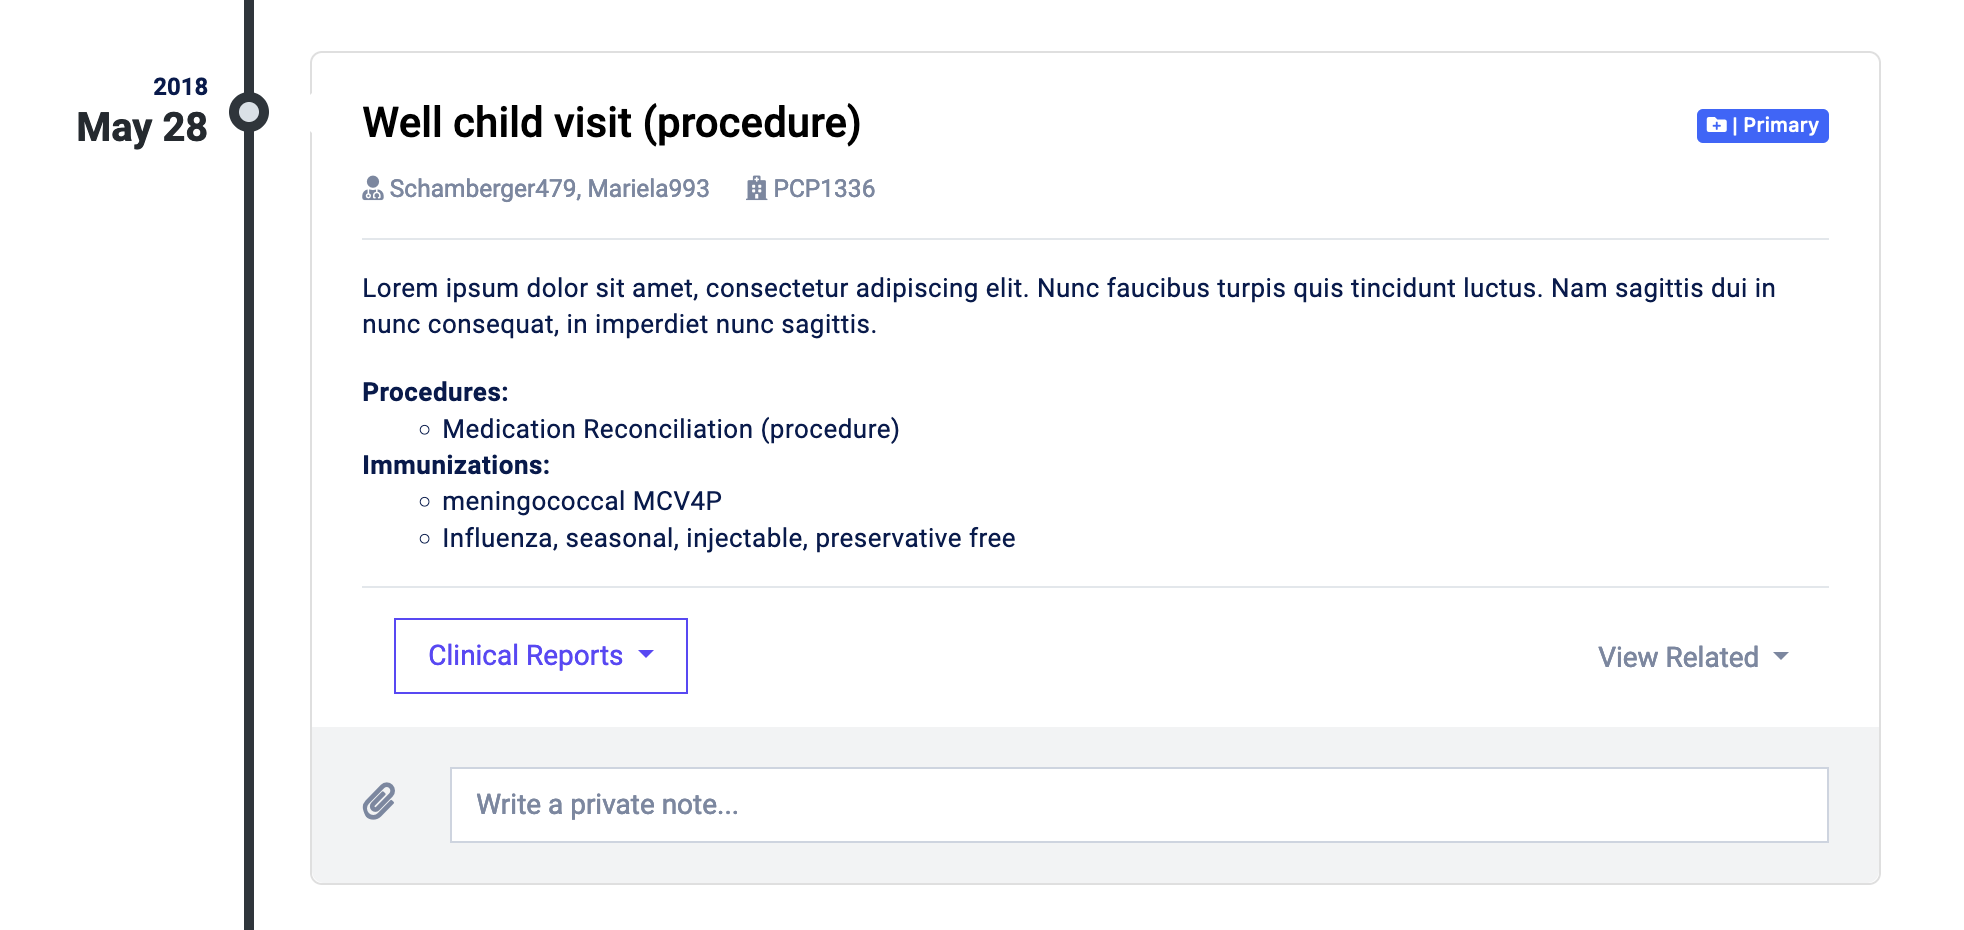 2018
May 28
Well child visit (procedure)
| Primary
Schamberger479, Mariela993 PCP1336
Lorem ipsum dolor sit amet, consectetur adipiscing elit. Nunc faucibus turpis quis tincidunt luctus. Nam sagittis dui in
nunc consequat, in imperdiet nunc sagittis.
Procedures:
Medication Reconciliation (procedure)
Immunizations:
meningococcal MCV4P
Influenza, seasonal, injectable, preservative free
Clinical Reports
View Related
Write a private note...